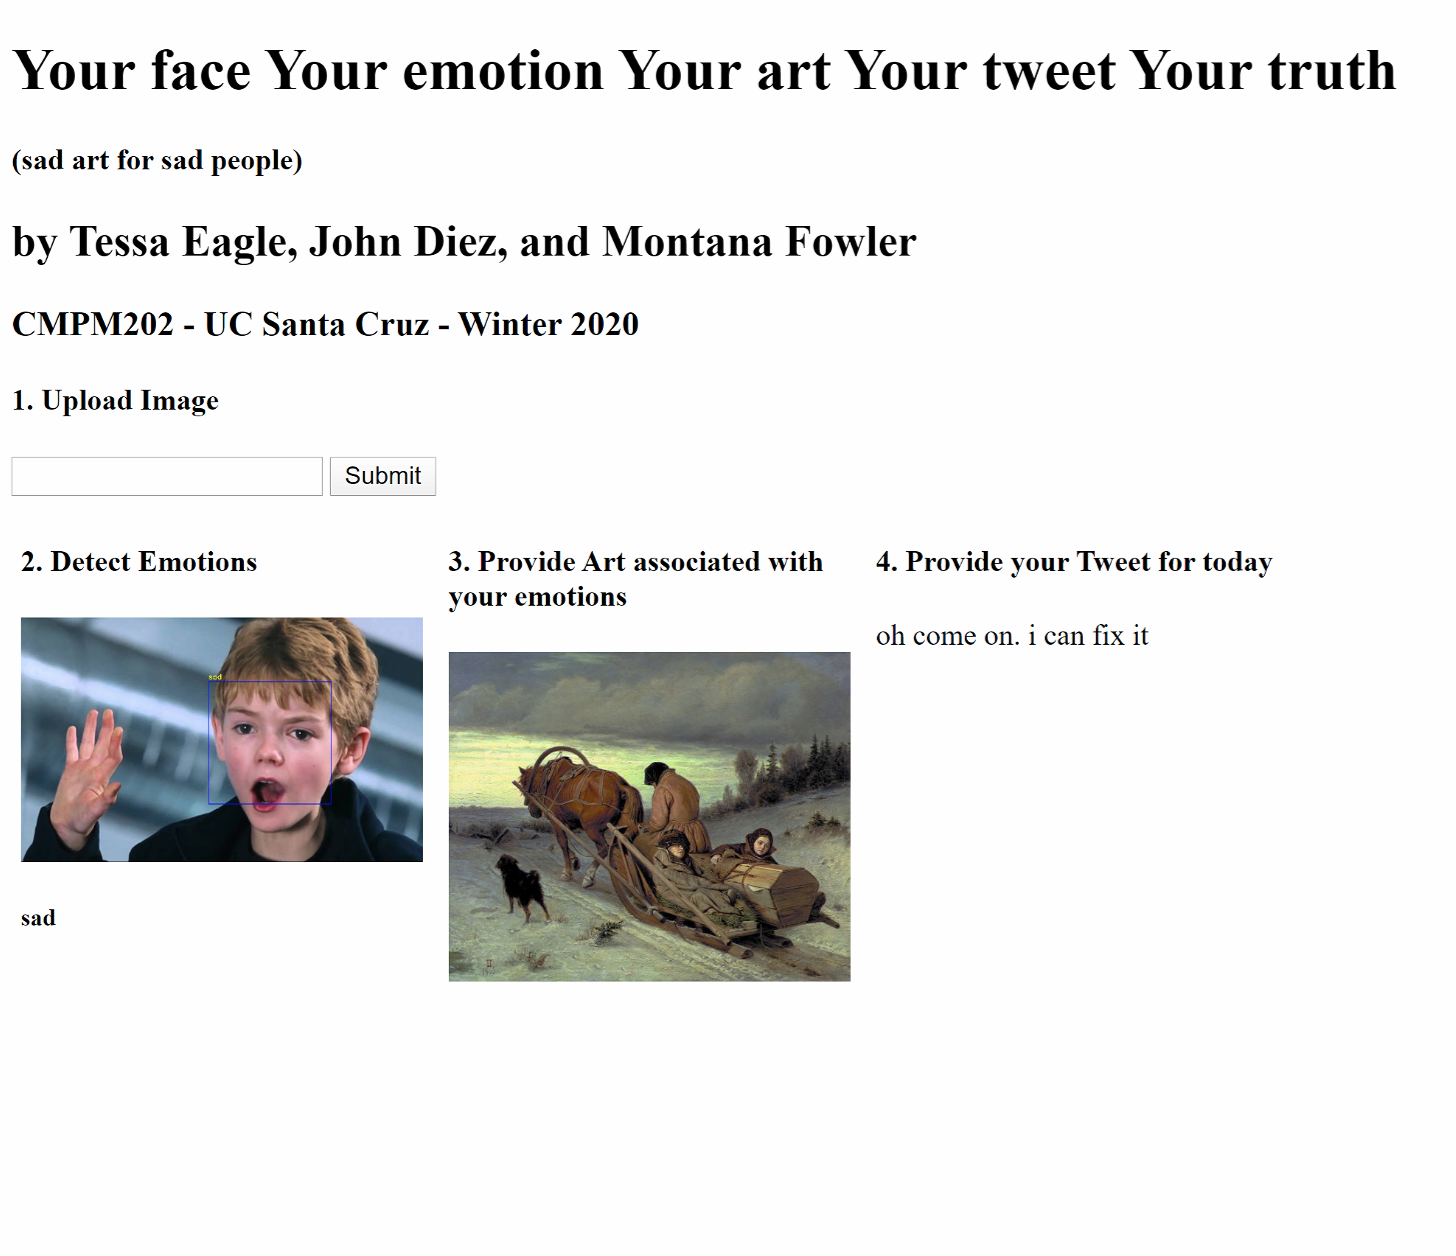 Your face Your emotion Your art Your tweet Your truth
(sad art for sad people)
by Tessa Eagle, John Diez, and Montana Fowler
CMPM202 - UC Santa Cruz - Winter 2020
1. Upload Image
Submit
2. Detect Emotions
sad
sad
3. Provide Art associated with
your emotions
4. Provide your Tweet for today
oh come on. i can fix it